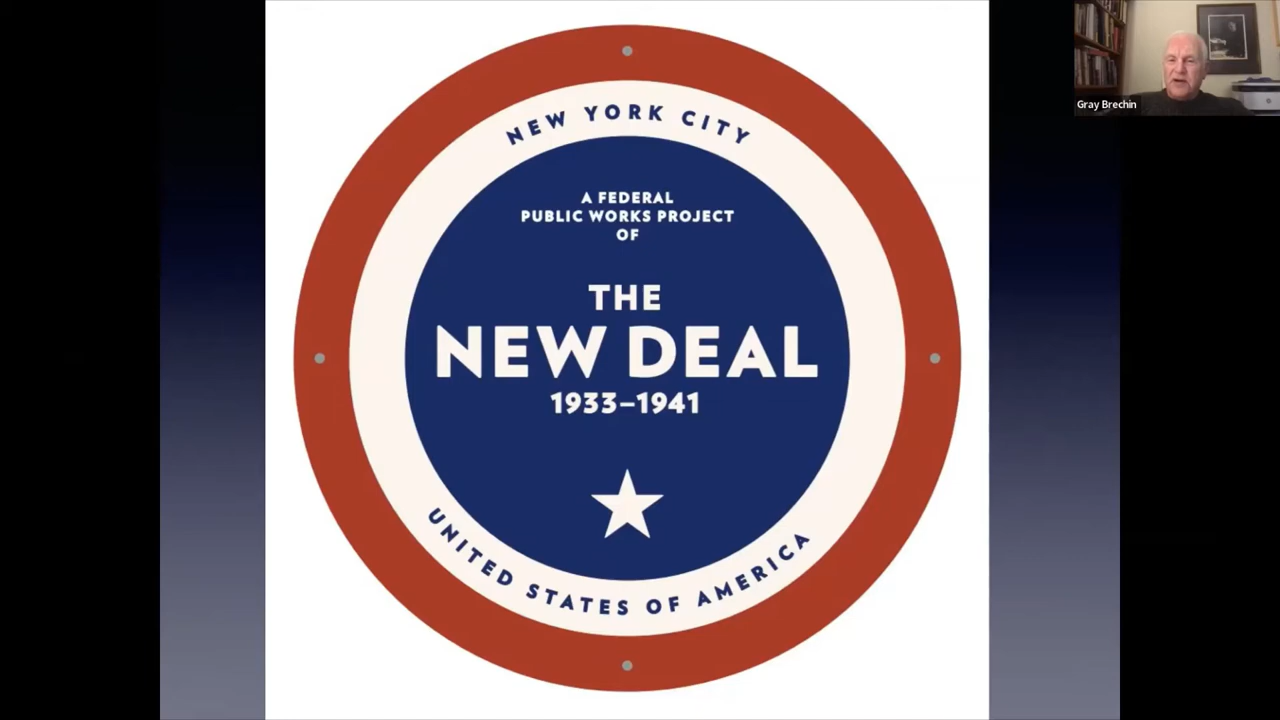 NEW YORK CITY
A FEDERAL
PUBLIC WORKS PROJECT
OF
THE
NEW DEAL
1933–1941
UNITED STATES OF AMERICA
Gray Brechin